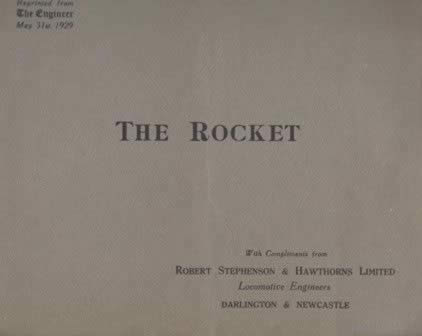 Reprinted from
The Engineer
May 31st. 1929
THE ROCKET
With Compliments from
ROBERT STEPHENSON & HAWTHORNS LIMITED
Locomotive Engineers
DARLINGTON & NEWCASTLE